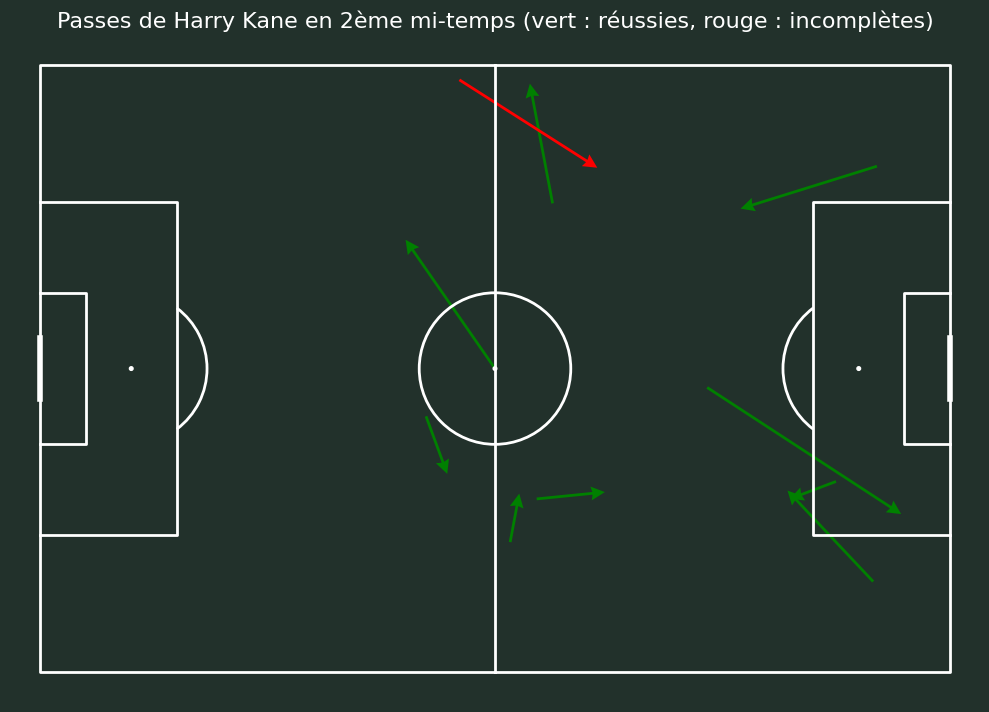 Passes de Harry Kane en 2ème mi-temps (vert : réussies, rouge : incomplètes)